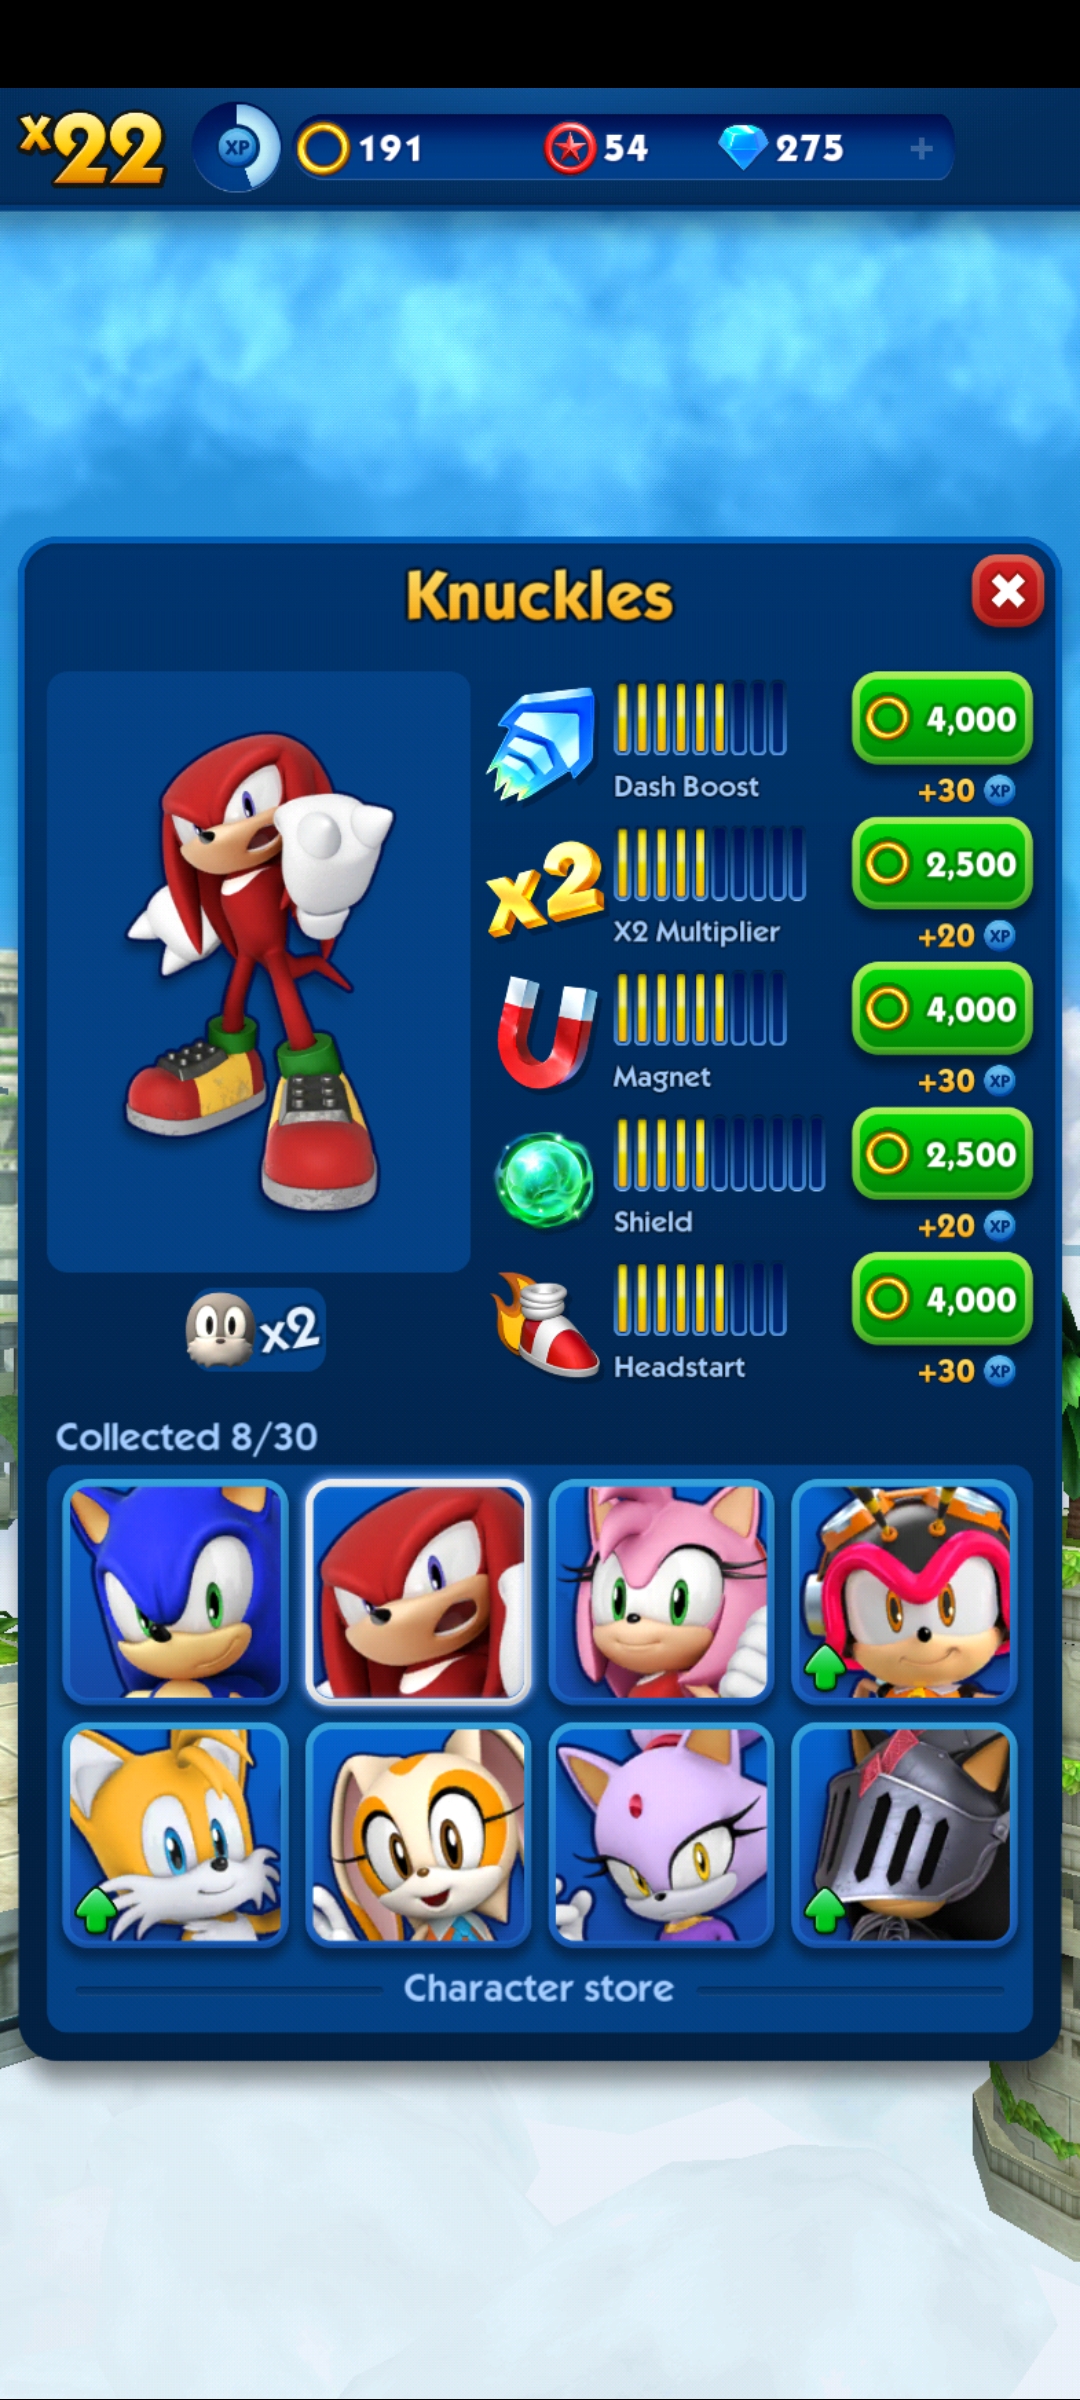 x22 XP 191 54 275 +
Knuckles
4,000
Dash Boost
+30 XP
x2
2,500
X2 Multiplier
+20 XP
4,000
Magnet
+30 XP
2,500
Shield
+20 XP
4,000
Headstart
+30 XP
x2
Collected 8/30
Character store